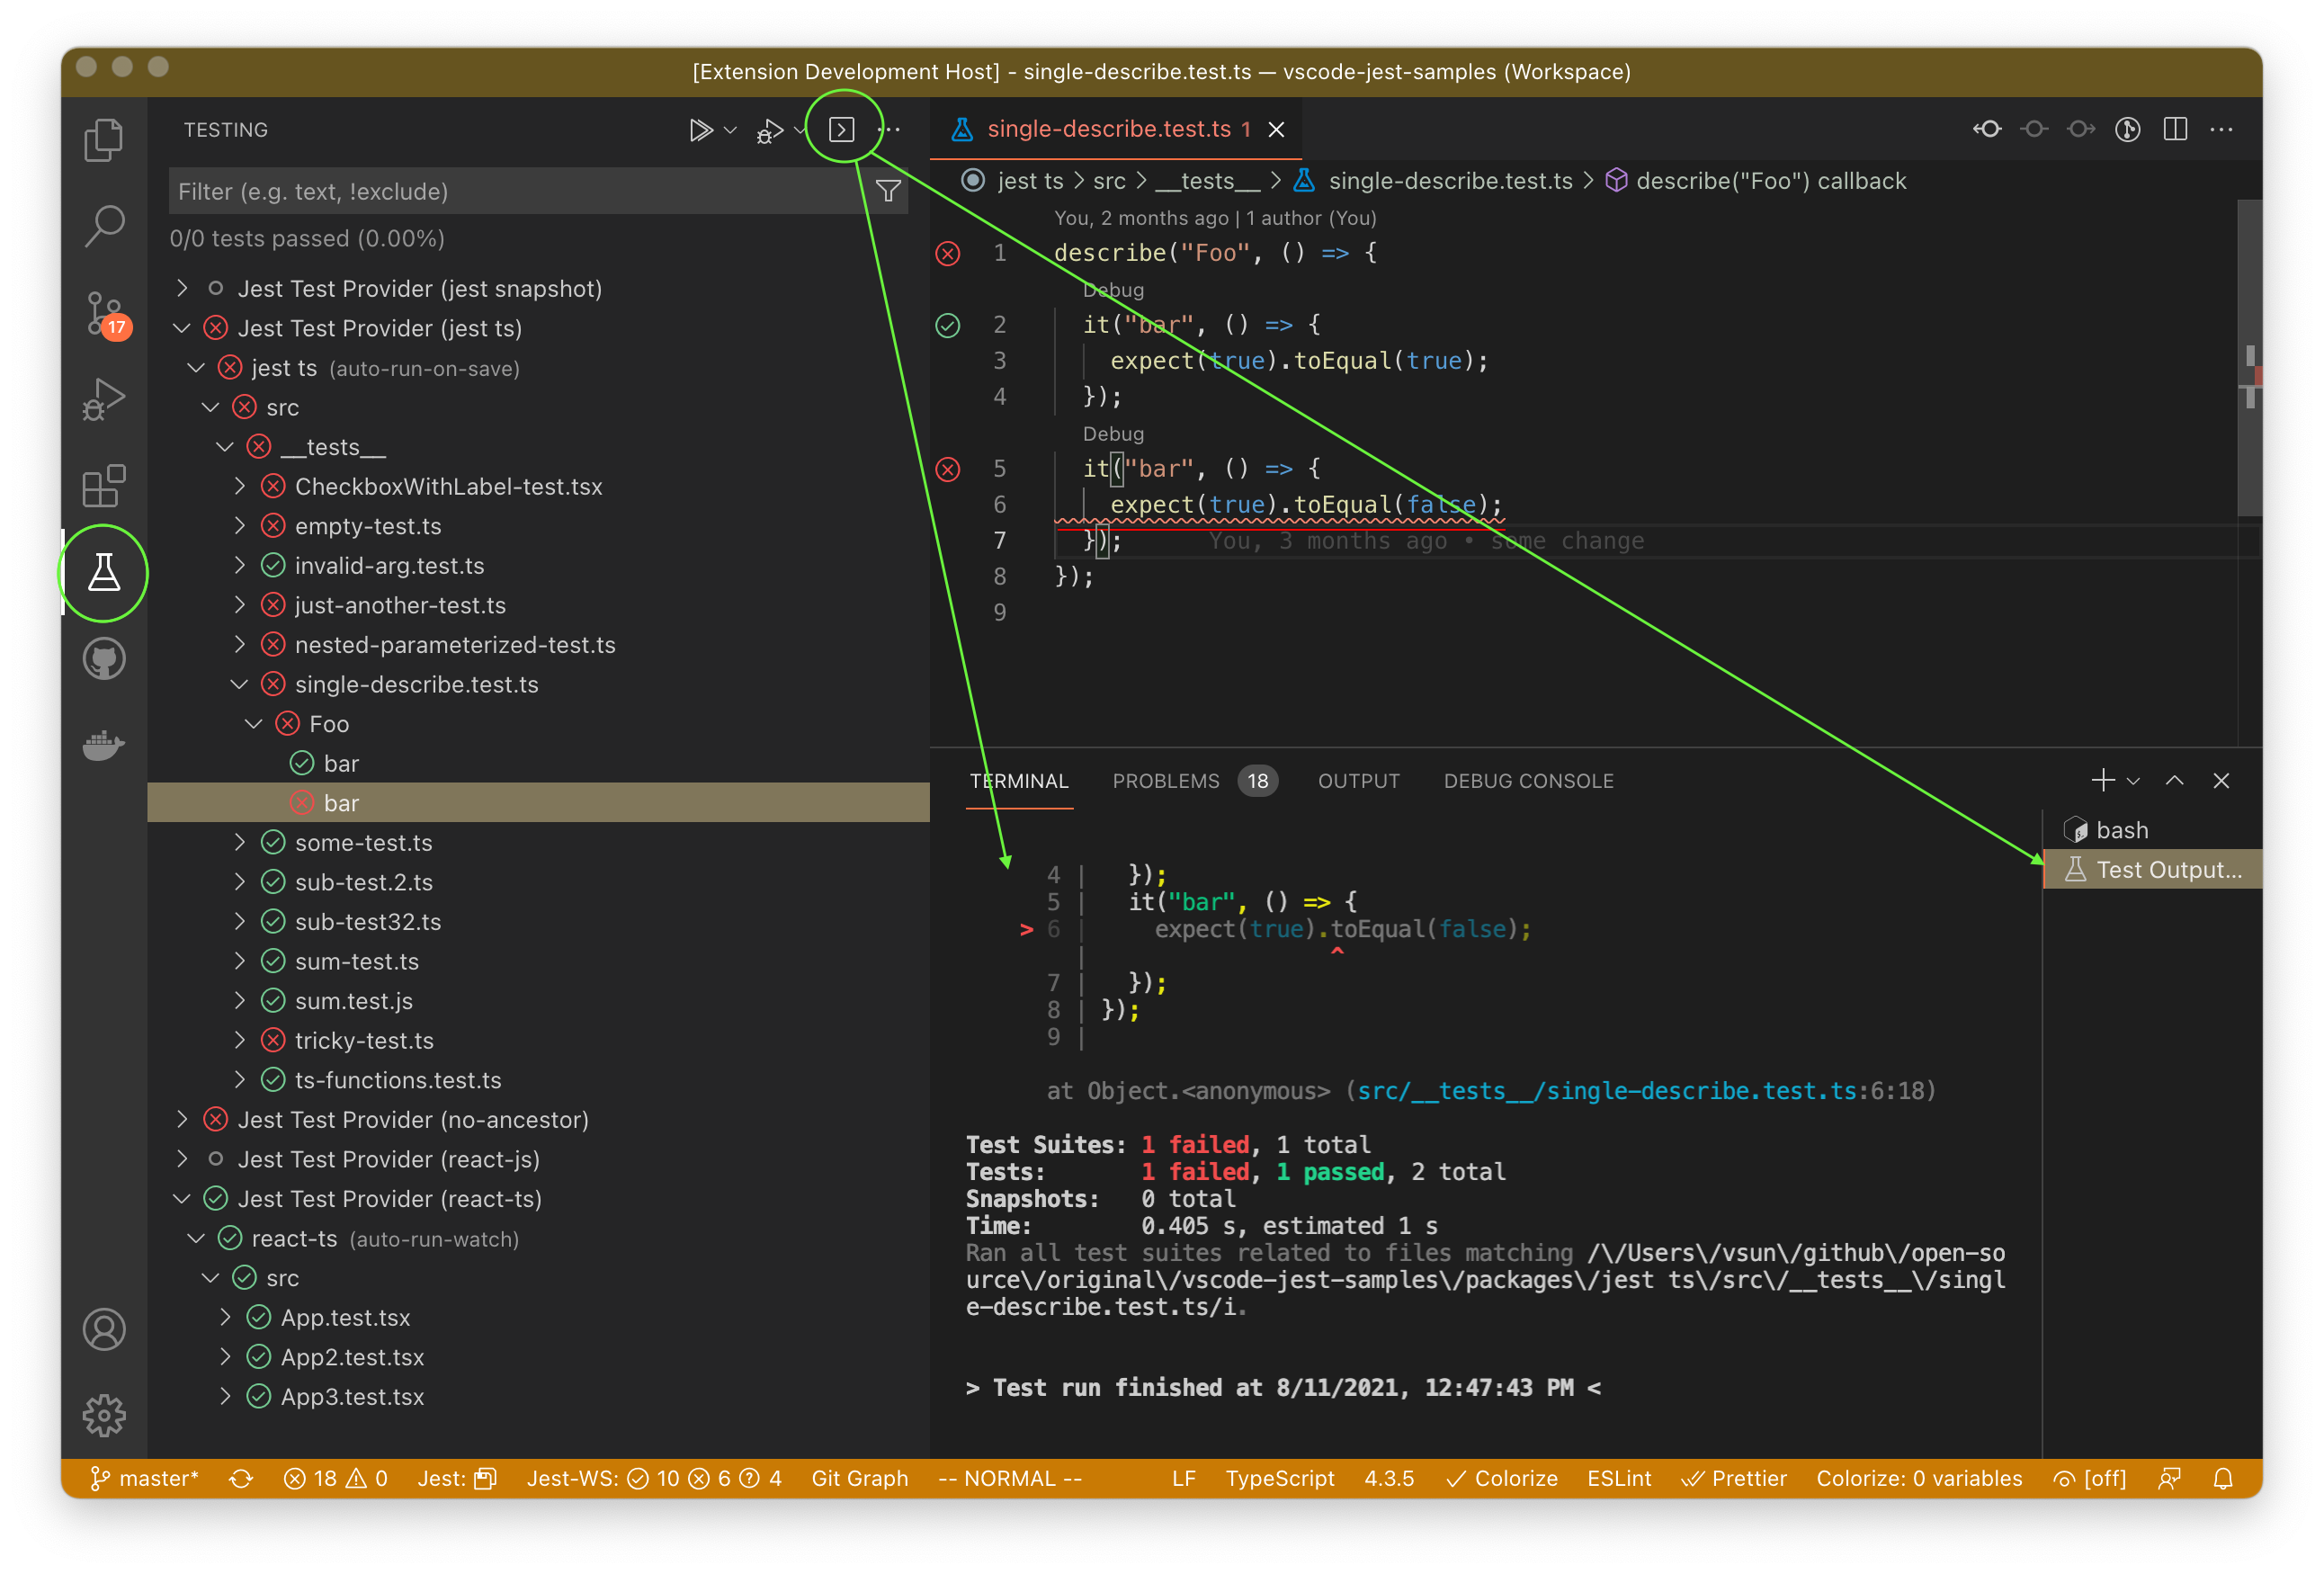 [Extension Development Host] - single-describe.test.ts — vscode-jest-samples (Workspace)
TESTING
Filter (e.g. text, !exclude)
0/0 tests passed (0.00%)
Jest Test Provider (jest snapshot)
Jest Test Provider (jest ts)
jest ts (auto-run-on-save)
src
__tests__
CheckboxWithLabel-test.tsx
empty-test.ts
invalid-arg.test.ts
just-another-test.ts
nested-parameterized-test.ts
single-describe.test.ts
Foo
bar
bar
some-test.ts
sub-test.2.ts
sub-test32.ts
sum-test.ts
sum.test.js
tricky-test.ts
ts-functions.test.ts
Jest Test Provider (no-ancestor)
Jest Test Provider (react-js)
Jest Test Provider (react-ts)
react-ts (auto-run-watch)
src
App.test.tsx
App2.test.tsx
App3.test.tsx
17
single-describe.test.ts 1
jest ts > src > __tests__ > single-describe.test.ts > describe("Foo") callback
You, 2 months ago | 1 author (You)
1 describe("Foo", () => {
Debug
2 it("bar", () => {
3 expect(true).toEqual(true);
4 });
Debug
5 it("bar", () => {
6 expect(true).toEqual(false);
7 }); You, 3 months ago • some change
8 });
9
TERMINAL PROBLEMS 18 OUTPUT DEBUG CONSOLE
bash
Test Output...
4 | });
5 | it("bar", () => {
> 6 | expect(true).toEqual(false);
| ^
7 | });
8 | });
9 |
at Object.<anonymous> (src/__tests__/single-describe.test.ts:6:18)
Test Suites: 1 failed, 1 total
Tests: 1 failed, 1 passed, 2 total
Snapshots: 0 total
Time: 0.405 s, estimated 1 s
Ran all test suites related to files matching /\/Users\/vsun\/github\/open-so
urce\/original\/vscode-jest-samples\/packages\/jest ts\/src\/__tests__\/singl
e-describe.test.ts/i.
> Test run finished at 8/11/2021, 12:47:43 PM <
master* 18 0 Jest: Jest-WS: 10 6 4 Git Graph -- NORMAL -- LF TypeScript 4.3.5 Colorize ESLint Prettier Colorize: 0 variables [off]